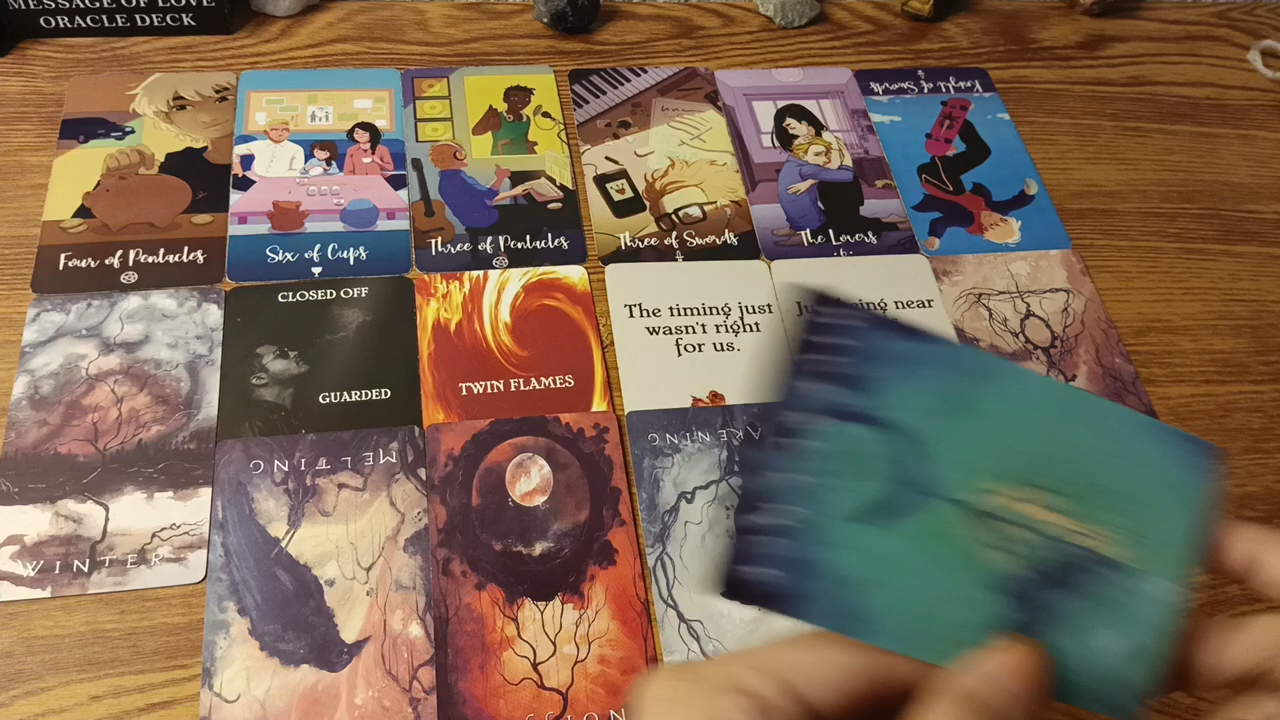 MESSAGE OF LOVE
ORACLE DECK
Four of Pentacles
Six of Cups
Three of Pentacles
Three of Swords
The Lovers
Knight of Swords
WINTER
CLOSED OFF
GUARDED
TWIN FLAMES
The timing just
wasn't right
for us.
near
MELTING